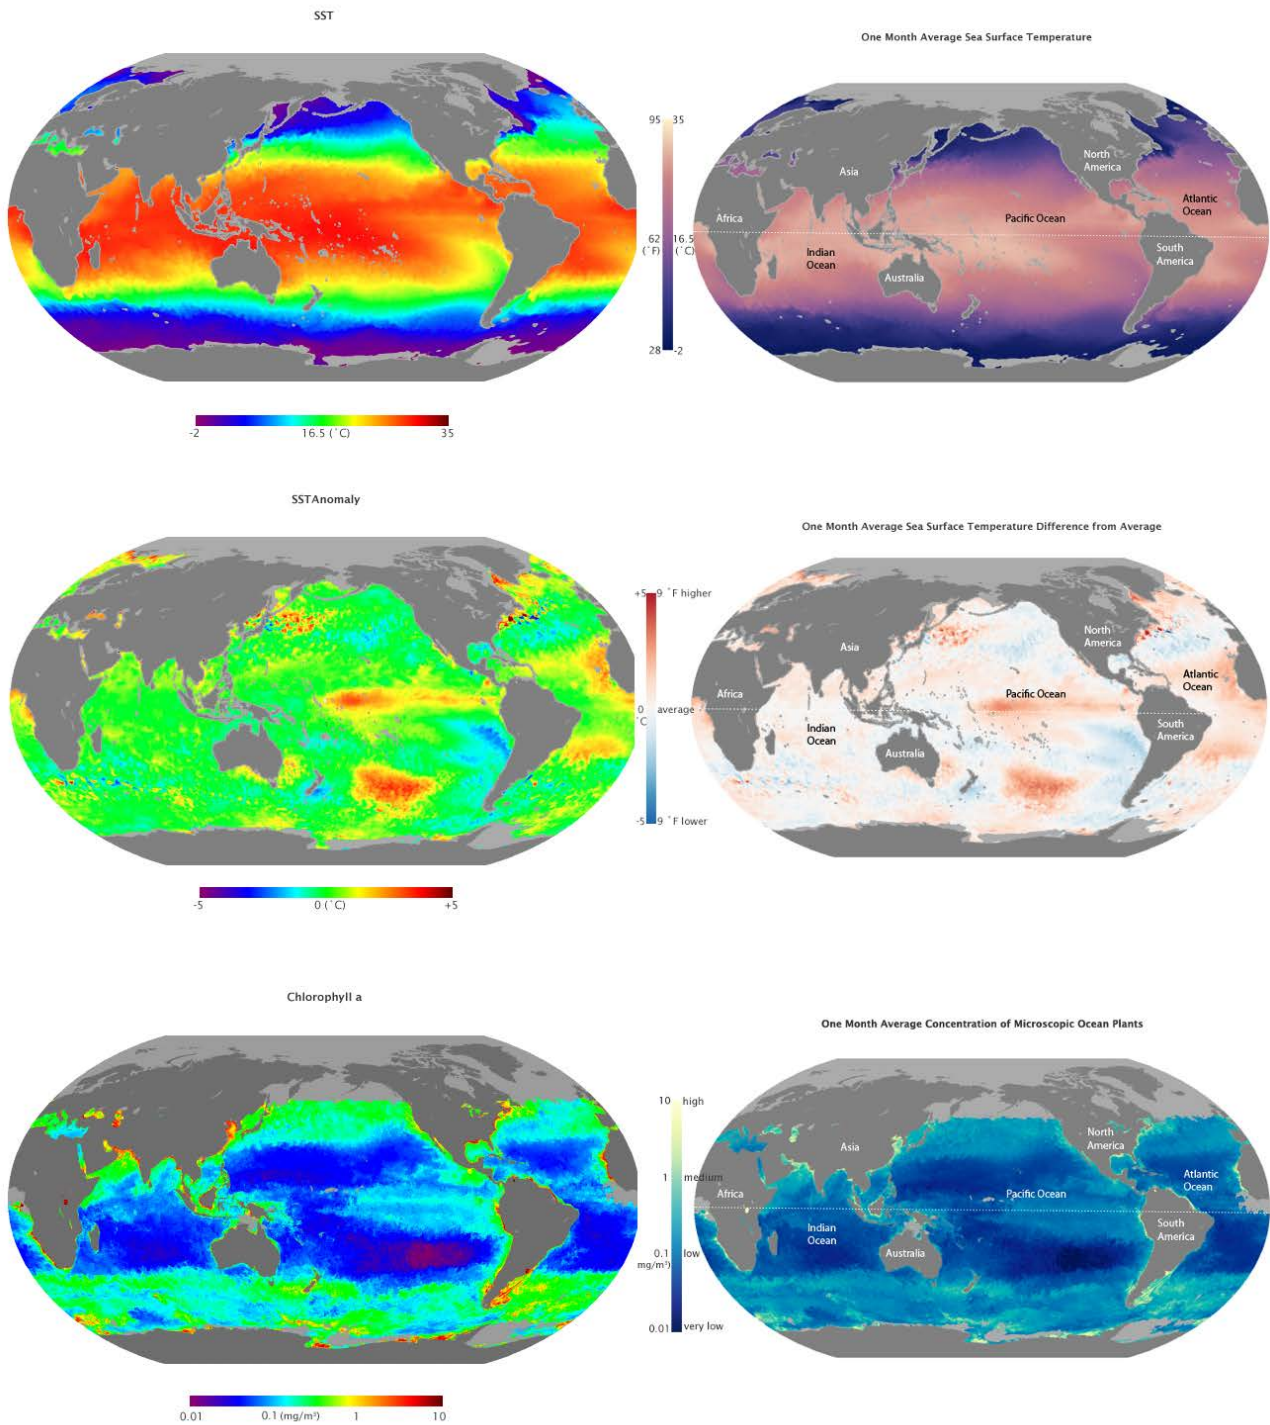 SST
One Month Average Sea Surface Temperature
95 35
62 16.5
(˚F) (˚C)
28 -2
Asia
North
America
Africa
Pacific Ocean
Atlantic
Ocean
Indian
Ocean
South
America
Australia
-2 16.5 (˚C) 35
SSTAnomaly
One Month Average Sea Surface Temperature Difference from Average
+5 9 ˚F higher
0 average
˚C
-5 9 ˚F lower
Asia
North
America
Africa
Pacific Ocean
Atlantic
Ocean
Indian
Ocean
South
America
Australia
-5 0 (˚C) +5
Chlorophyll a
One Month Average Concentration of Microscopic Ocean Plants
10 high
1 medium
0.1 low
mg/m³)
0.01 very low
North
America
Asia
Africa
Pacific Ocean
Atlantic
Ocean
Indian
Ocean
South
America
Australia
0.01 0.1 (mg/m³) 1 10